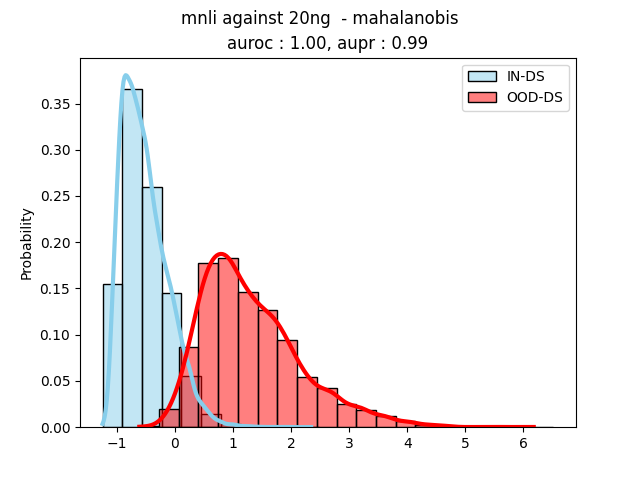 mnli against 20ng  - mahalanobis
auroc : 1.00, aupr : 0.99
IN-DS
OOD-DS
Probability
0.35
0.30
0.25
0.20
0.15
0.10
0.05
0.00
−1 0 1 2 3 4 5 6